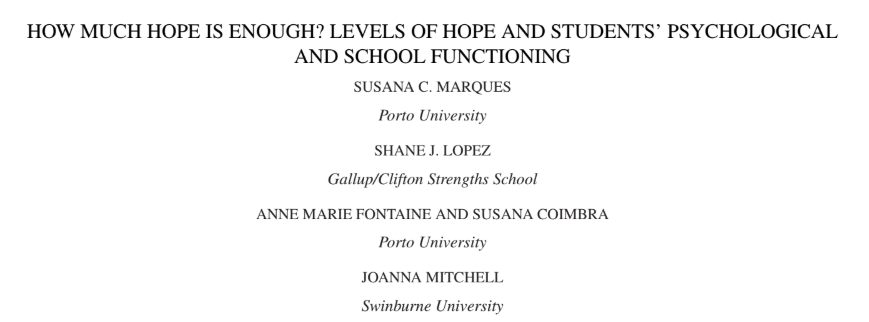 HOW MUCH HOPE IS ENOUGH? LEVELS OF HOPE AND STUDENTS’ PSYCHOLOGICAL
AND SCHOOL FUNCTIONING
SUSANA C. MARQUES
Porto University
SHANE J. LOPEZ
Gallup/Clifton Strengths School
ANNE MARIE FONTAINE AND SUSANA COIMBRA
Porto University
JOANNA MITCHELL
Swinburne University